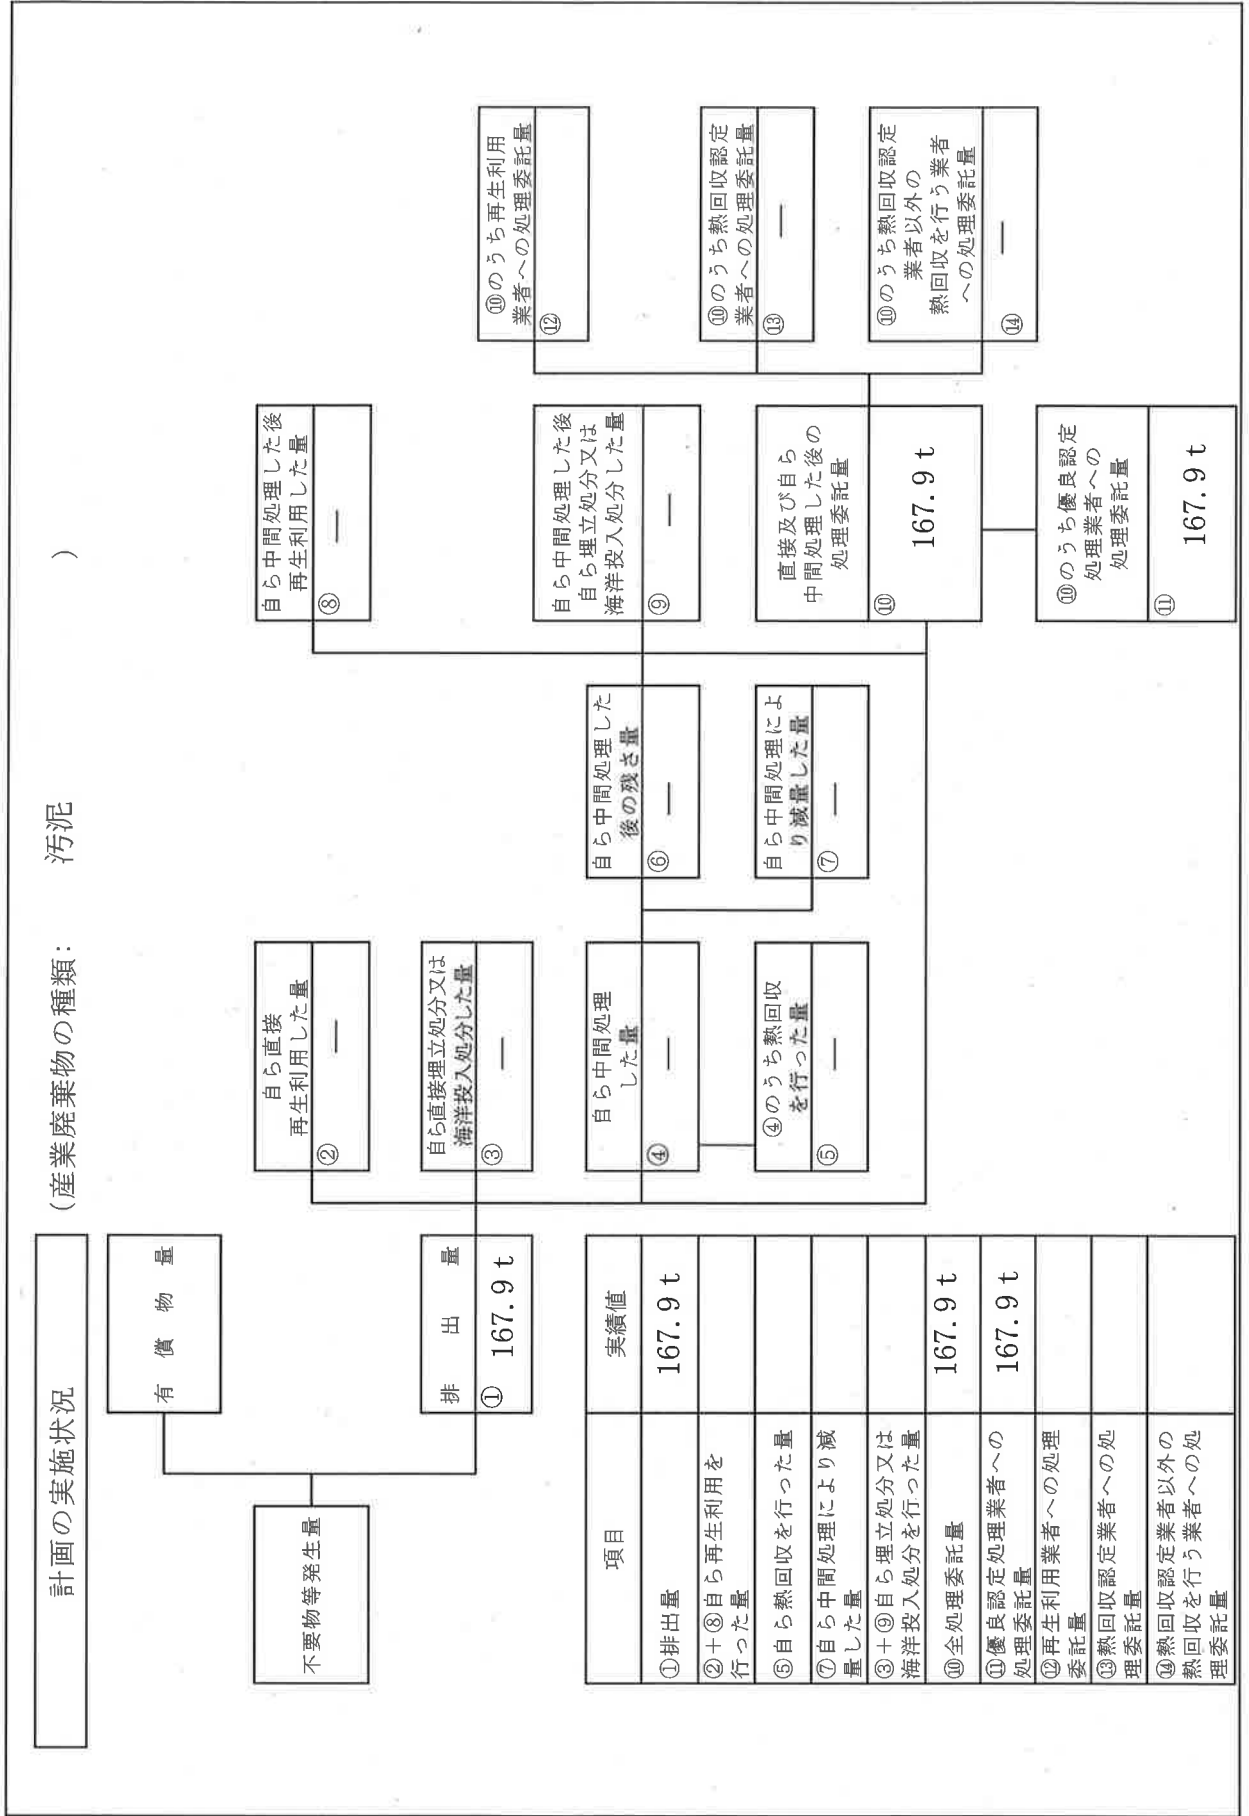 計画の実施状況
(産業廃棄物の種類： 汚泥 )
不要物等発生量
有償物量
排出量
① 167.9 t
自ら直接
再生利用した量
② —
自ら直接埋立処分又は
海洋投入処分した量
③ —
自ら中間処理
した量
④ —
④のうち熱回収
を行った量
⑤ —
自ら中間処理した
後の残さ量
⑥ —
自ら中間処理によ
り減量した量
⑦ —
自ら中間処理した後
再生利用した量
⑧ —
自ら中間処理した後
自ら埋立処分又は
海洋投入処分した量
⑨ —
直接及び自ら
中間処理した後の
処理委託量
⑩ 167.9 t
⑩のうち優良認定
処理業者への
処理委託量
⑪ 167.9 t
⑩のうち再生利用
業者への処理委託量
⑫
⑩のうち熱回収認定
業者への処理委託量
⑬ —
⑩のうち熱回収認定
業者以外の
熱回収を行う業者
への処理委託量
⑭ —
項目 実績値
①排出量 167.9 t
②＋⑧自ら再生利用を
行った量
⑤自ら熱回収を行った量
⑦自ら中間処理により減
量した量
③＋⑨自ら埋立処分又は
海洋投入処分を行った量
⑩全処理委託量 167.9 t
⑪優良認定処理業者への
処理委託量 167.9 t
⑫再生利用業者への処理
委託量
⑬熱回収認定業者への処
理委託量
⑭熱回収認定業者以外の
熱回収を行う業者への処
理委託量